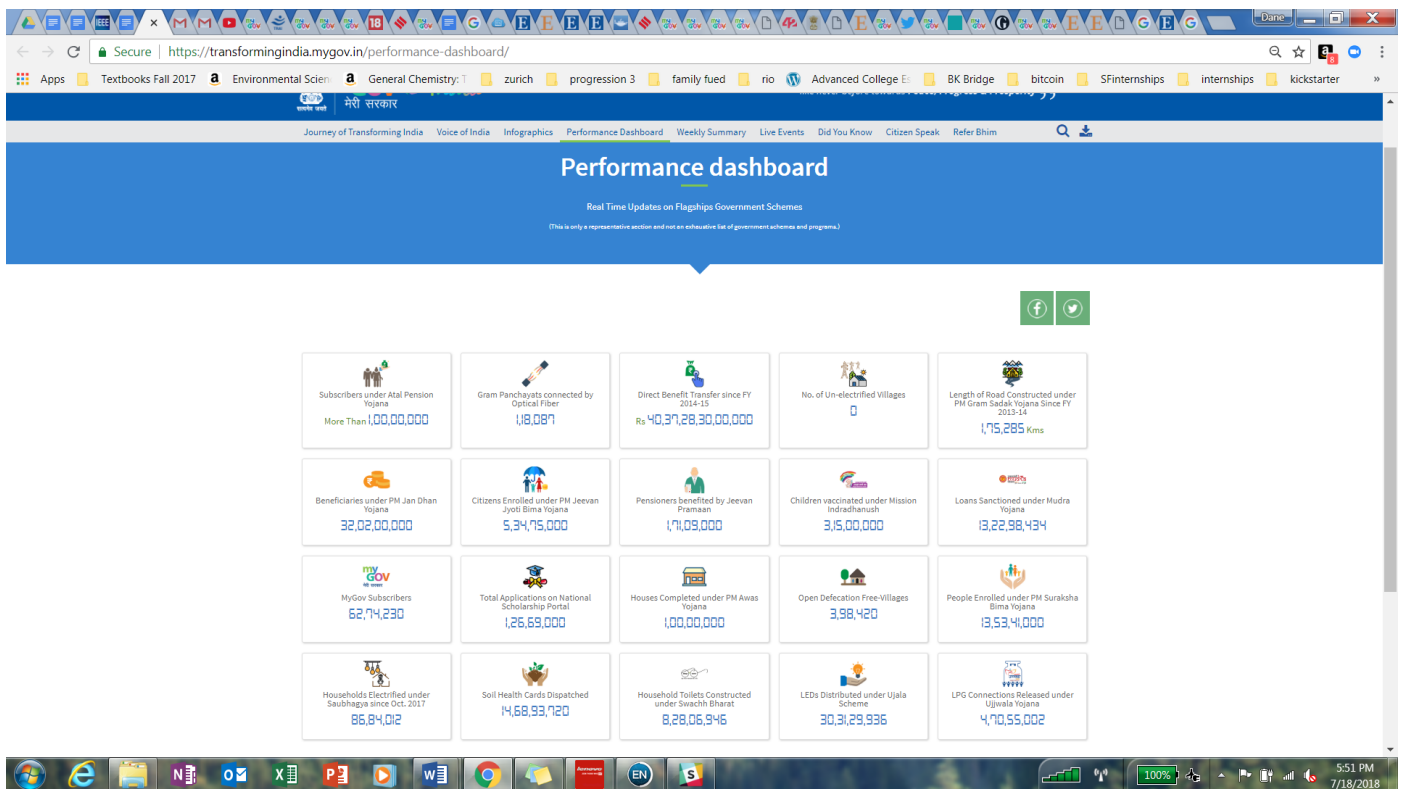 Dane
Secure | https://transformingindia.mygov.in/performance-dashboard/
8
Apps Textbooks Fall 2017 Environmental Scien General Chemistry: T zurich progression 3 family fued rio Advanced College Es BK Bridge bitcoin SFinternships internships kickstarter »
सत्यमेव जयते मेरी सरकार
Journey of Transforming India Voice of India Infographics Performance Dashboard Weekly Summary Live Events Did You Know Citizen Speak Refer Bhim
Performance dashboard
Real Time Updates on Flagships Government Schemes
(This is only a representative section and not an exhaustive list of government schemes and programs.)
Subscribers under Atal Pension
Yojana
More Than 1,00,00,000
Gram Panchayats connected by
Optical Fiber
1,18,087
Direct Benefit Transfer since FY
2014-15
Rs 40,37,28,30,00,000
No. of Un-electrified Villages
0
Length of Road Constructed under
PM Gram Sadak Yojana Since FY
2013-14
1,75,285 Kms
Beneficiaries under PM Jan Dhan
Yojana
32,02,00,000
Citizens Enrolled under PM Jeevan
Jyoti Bima Yojana
5,34,75,000
Pensioners benefited by Jeevan
Pramaan
1,71,09,000
Children vaccinated under Mission
Indradhanush
3,15,00,000
Loans Sanctioned under Mudra
Yojana
13,22,98,434
my
GOV
मेरी सरकार
MyGov Subscribers
62,74,230
Total Applications on National
Scholarship Portal
1,26,69,000
Houses Completed under PM Awas
Yojana
1,00,00,000
Open Defecation Free-Villages
3,98,420
People Enrolled under PM Suraksha
Bima Yojana
13,53,41,000
Households Electrified under
Saubhagya since Oct. 2017
86,84,012
Soil Health Cards Dispatched
14,68,93,720
Household Toilets Constructed
under Swachh Bharat
8,28,06,946
LEDs Distributed under Ujala
Scheme
30,31,29,936
LPG Connections Released under
Ujjwala Yojana
4,70,55,002
EN
100%
5:51 PM
7/18/2018